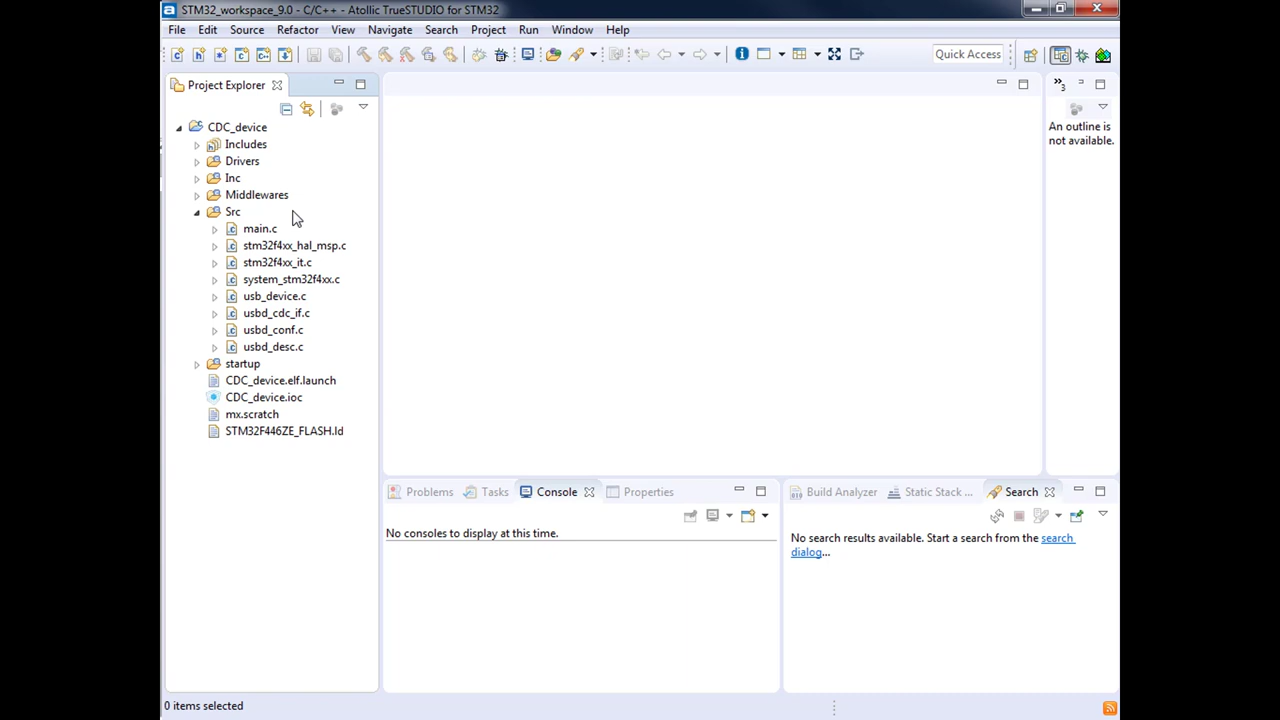 STM32_workspace_9.0 - C/C++ - Atollic TrueSTUDIO for STM32
File Edit Source Refactor View Navigate Search Project Run Window Help
Quick Access
Project Explorer
CDC_device
Includes
Drivers
Inc
Middlewares
Src
main.c
stm32f4xx_hal_msp.c
stm32f4xx_it.c
system_stm32f4xx.c
usb_device.c
usbd_cdc_if.c
usbd_conf.c
usbd_desc.c
startup
CDC_device.elf.launch
CDC_device.ioc
mx.scratch
STM32F446ZE_FLASH.ld
»3
An outline is
not available.
Problems Tasks Console Properties
No consoles to display at this time.
Build Analyzer Static Stack ... Search
No search results available. Start a search from the search
dialog...
0 items selected